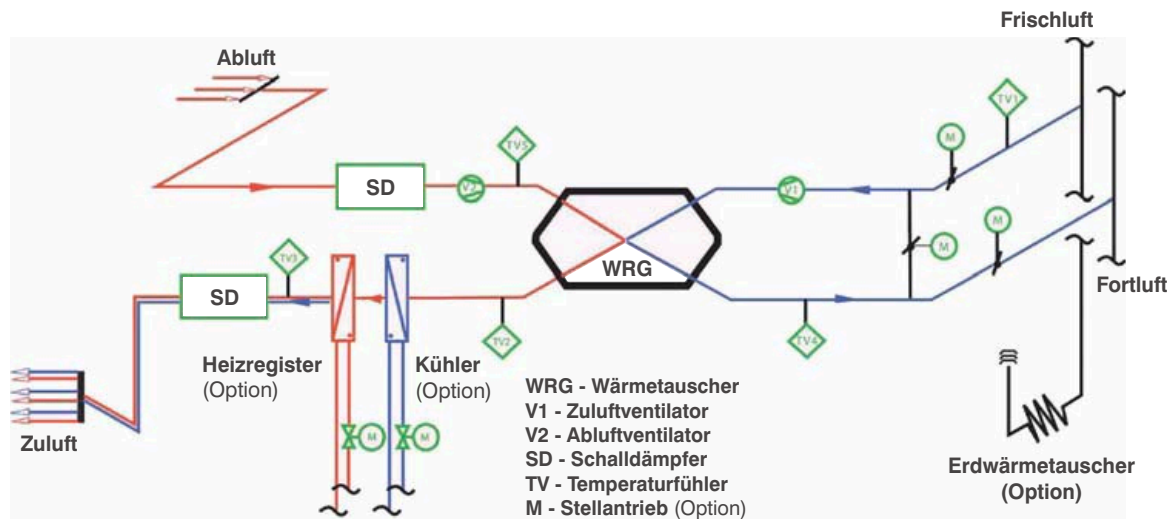 Frischluft
Abluft
TV1
M
TV5
SD
V2
V1
M
M
WRG
Fortluft
TV3
SD
TV2
TV4
Heizregister
(Option)
Kühler
(Option)
Zuluft
M
M
WRG - Wärmetauscher
V1 - Zuluftventilator
V2 - Abluftventilator
SD - Schalldämpfer
TV - Temperaturfühler
M - Stellantrieb (Option)
Erdwärmetauscher
(Option)